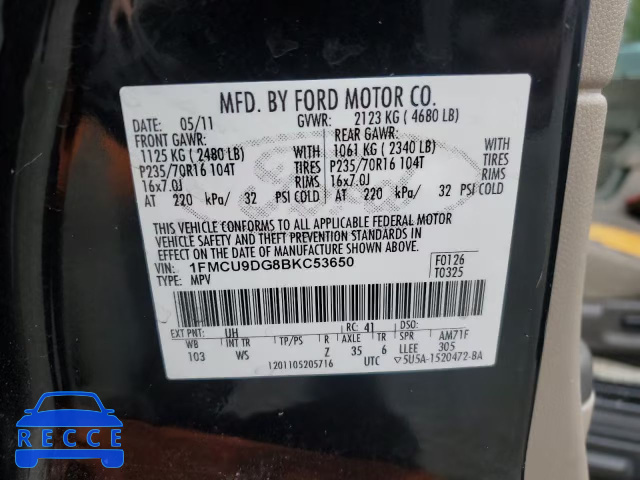 MFD. BY FORD MOTOR CO.
DATE: 05/11 GVWR: 2123 KG ( 4680 LB)
FRONT GAWR: REAR GAWR:
1125 KG ( 2480 LB) 1061 KG ( 2340 LB)
P235/70R16 104T TIRES P235/70R16 104T TIRES
16x7.0J RIMS 16x7.0J RIMS
AT 220 kPa/ 32 PSI COLD AT 220 kPa/ 32 PSI COLD
THIS VEHICLE CONFORMS TO ALL APPLICABLE FEDERAL MOTOR
VEHICLE SAFETY AND THEFT PREVENTION STANDARDS IN
EFFECT ON THE DATE OF MANUFACTURE SHOWN ABOVE.
VIN: 1FMCU9DG8BKC53650 F0126
TYPE: MPV T0325
EXT PNT: UH RC: 41 DSO: AM71F
WB INT TR TP/PS R AXLE TR SPR 305
103 WS Z 35 6 LLEE
1201105205716 UTC ▽5U5A-1520472-BA
RECCE